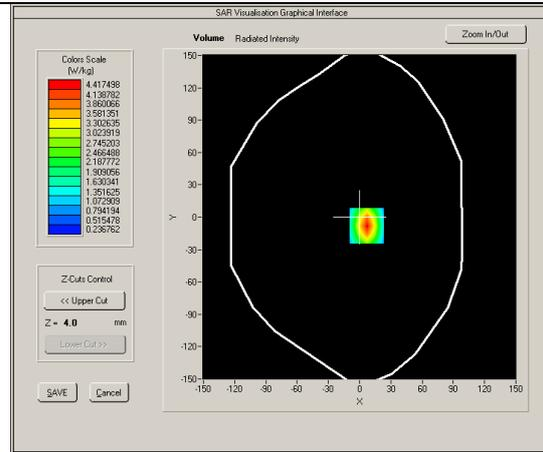 SAR Visualisation Graphical Interface
Volume Radiated Intensity
Zoom In/Out
Colors Scale
(W/kg)
4.417498
4.138782
3.860066
3.581351
3.302635
3.023919
2.745203
2.466488
2.187772
1.909056
1.630341
1.351625
1.072909
0.794194
0.515478
0.236762
Z-Cuts Control
<< Upper Cut
Z = 4.0 mm
Lower Cut >>
SAVE Cancel
Y
150
120
90
60
30
0
-30
-60
-90
-120
-150
-150 -120 -90 -60 -30 0 30 60 90 120 150
X